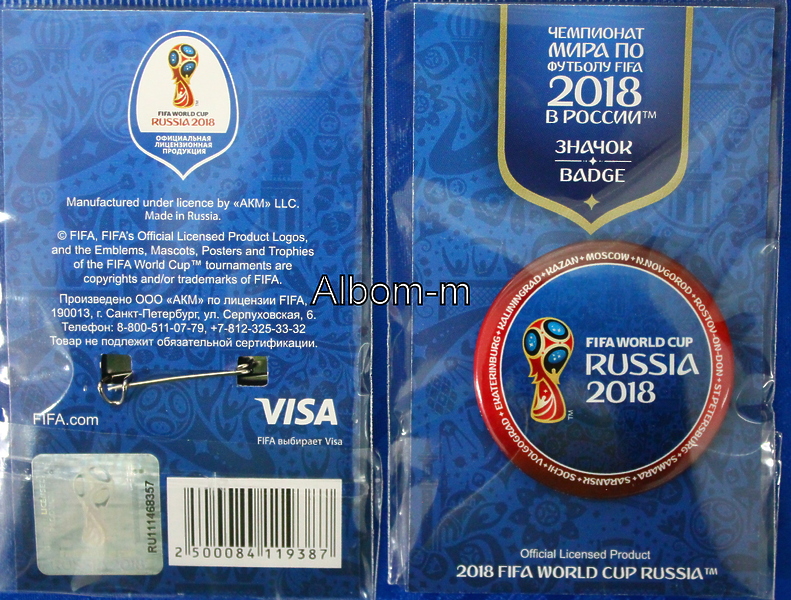 FIFA WORLD CUP
RUSSIA 2018
ОФИЦИАЛЬНАЯ
ЛИЦЕНЗИОННАЯ
ПРОДУКЦИЯ
Manufactured under licence by «АКМ» LLC.
Made in Russia.
© FIFA, FIFA's Official Licensed Product Logos,
and the Emblems, Mascots, Posters and Trophies
of the FIFA World Cup™ tournaments are
copyrights and/or trademarks of FIFA.
Произведено ООО «АКМ» по лицензии FIFA,
190013, г. Санкт-Петербург, ул. Серпуховская, 6.
Телефон: 8-800-511-07-79, +7-812-325-33-32
Товар не подлежит обязательной сертификации.
FIFA.com
VISA
FIFA выбирает Visa
RU111468357
2 500084 119387
Albom-m
ЧЕМПИОНАТ
МИРА ПО
ФУТБОЛУ FIFA
2018
В РОССИИ™
ЗНАЧОК
BADGE
EKATERINBURG • KALININGRAD • KAZAN • MOSCOW • N.NOVGOROD • ROSTOV-ON-DON • ST.PETERSBURG • SAMARA • SARANSK • SOCHI • VOLGOGRAD •
FIFA WORLD CUP
RUSSIA
2018
TM
Official Licensed Product
2018 FIFA WORLD CUP RUSSIA™